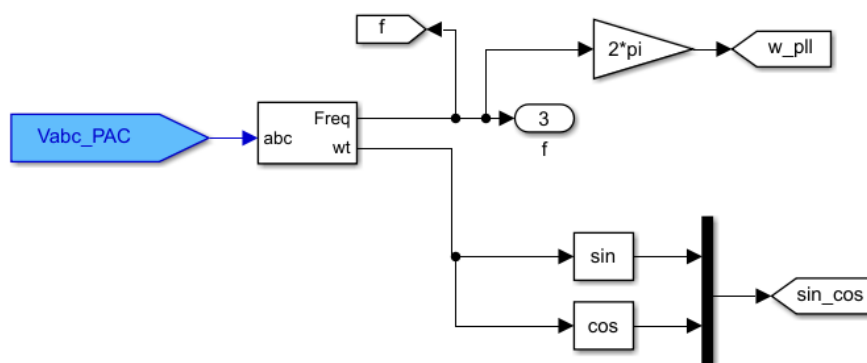 f
2*pi
w_pll
Vabc_PAC
abc
Freq
wt
3
f
sin
cos
sin_cos